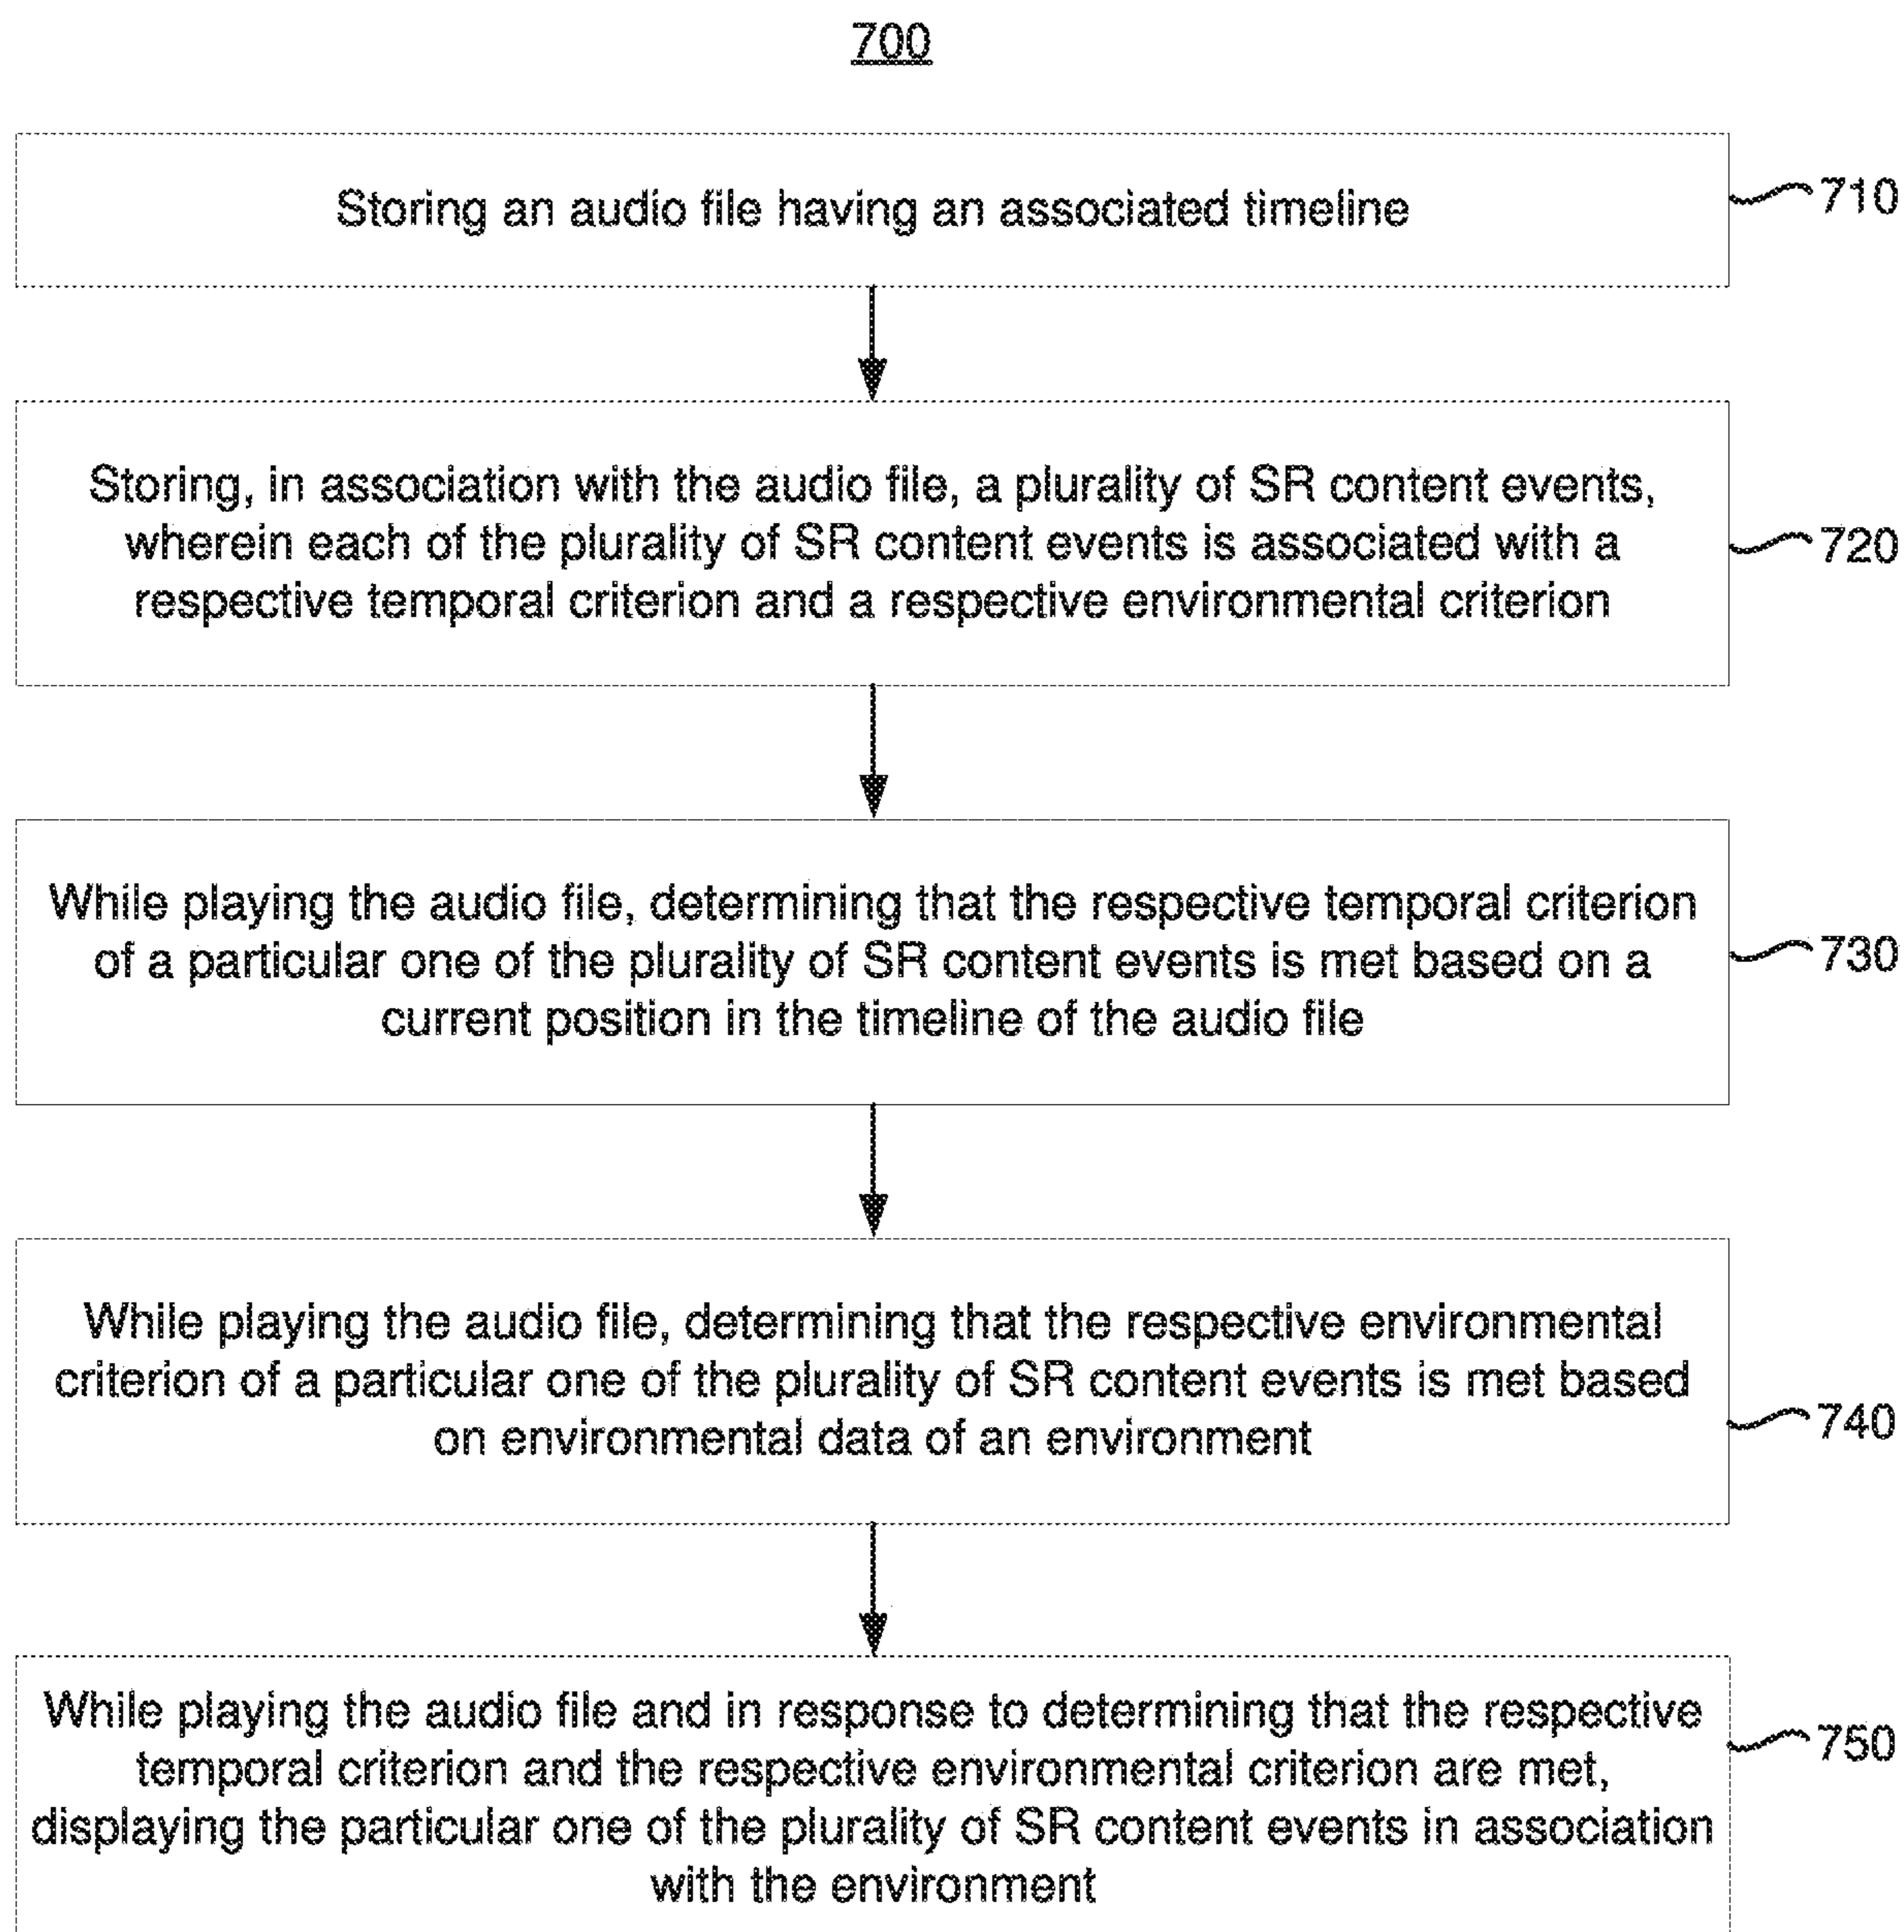 700
Storing an audio file having an associated timeline
710
Storing, in association with the audio file, a plurality of SR content events,
wherein each of the plurality of SR content events is associated with a
respective temporal criterion and a respective environmental criterion
720
While playing the audio file, determining that the respective temporal criterion
of a particular one of the plurality of SR content events is met based on a
current position in the timeline of the audio file
730
While playing the audio file, determining that the respective environmental
criterion of a particular one of the plurality of SR content events is met based
on environmental data of an environment
740
While playing the audio file and in response to determining that the respective
temporal criterion and the respective environmental criterion are met,
displaying the particular one of the plurality of SR content events in association
with the environment
750